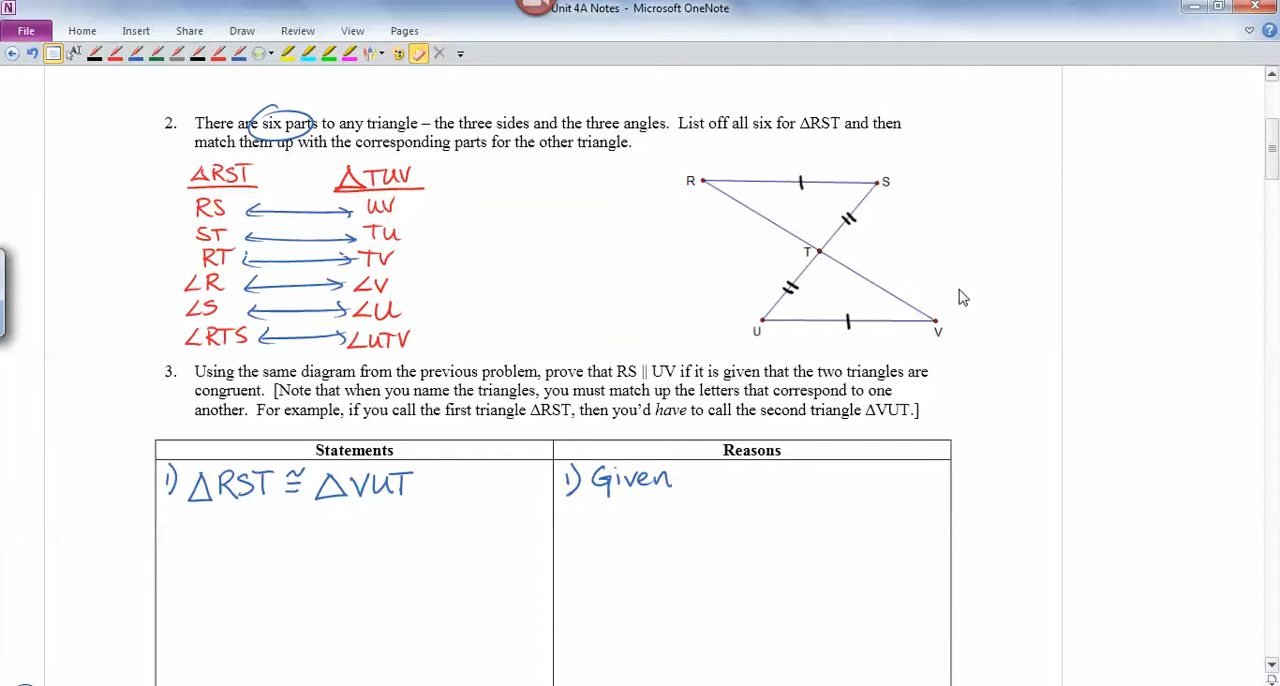 Unit 4A Notes - Microsoft OneNote
File Home Insert Share Draw Review View Pages
2. There are six parts to any triangle – the three sides and the three angles. List off all six for ΔRST and then
match them up with the corresponding parts for the other triangle.
ΔRST ΔTUV
RS UV
ST TU
RT TV
∠R ∠V
∠S ∠U
∠RTS ∠UTV
R S
T
U V
3. Using the same diagram from the previous problem, prove that RS || UV if it is given that the two triangles are
congruent. [Note that when you name the triangles, you must match up the letters that correspond to one
another. For example, if you call the first triangle ΔRST, then you’d have to call the second triangle ΔVUT.]
Statements Reasons
1) ΔRST ≅ ΔVUT 1) Given